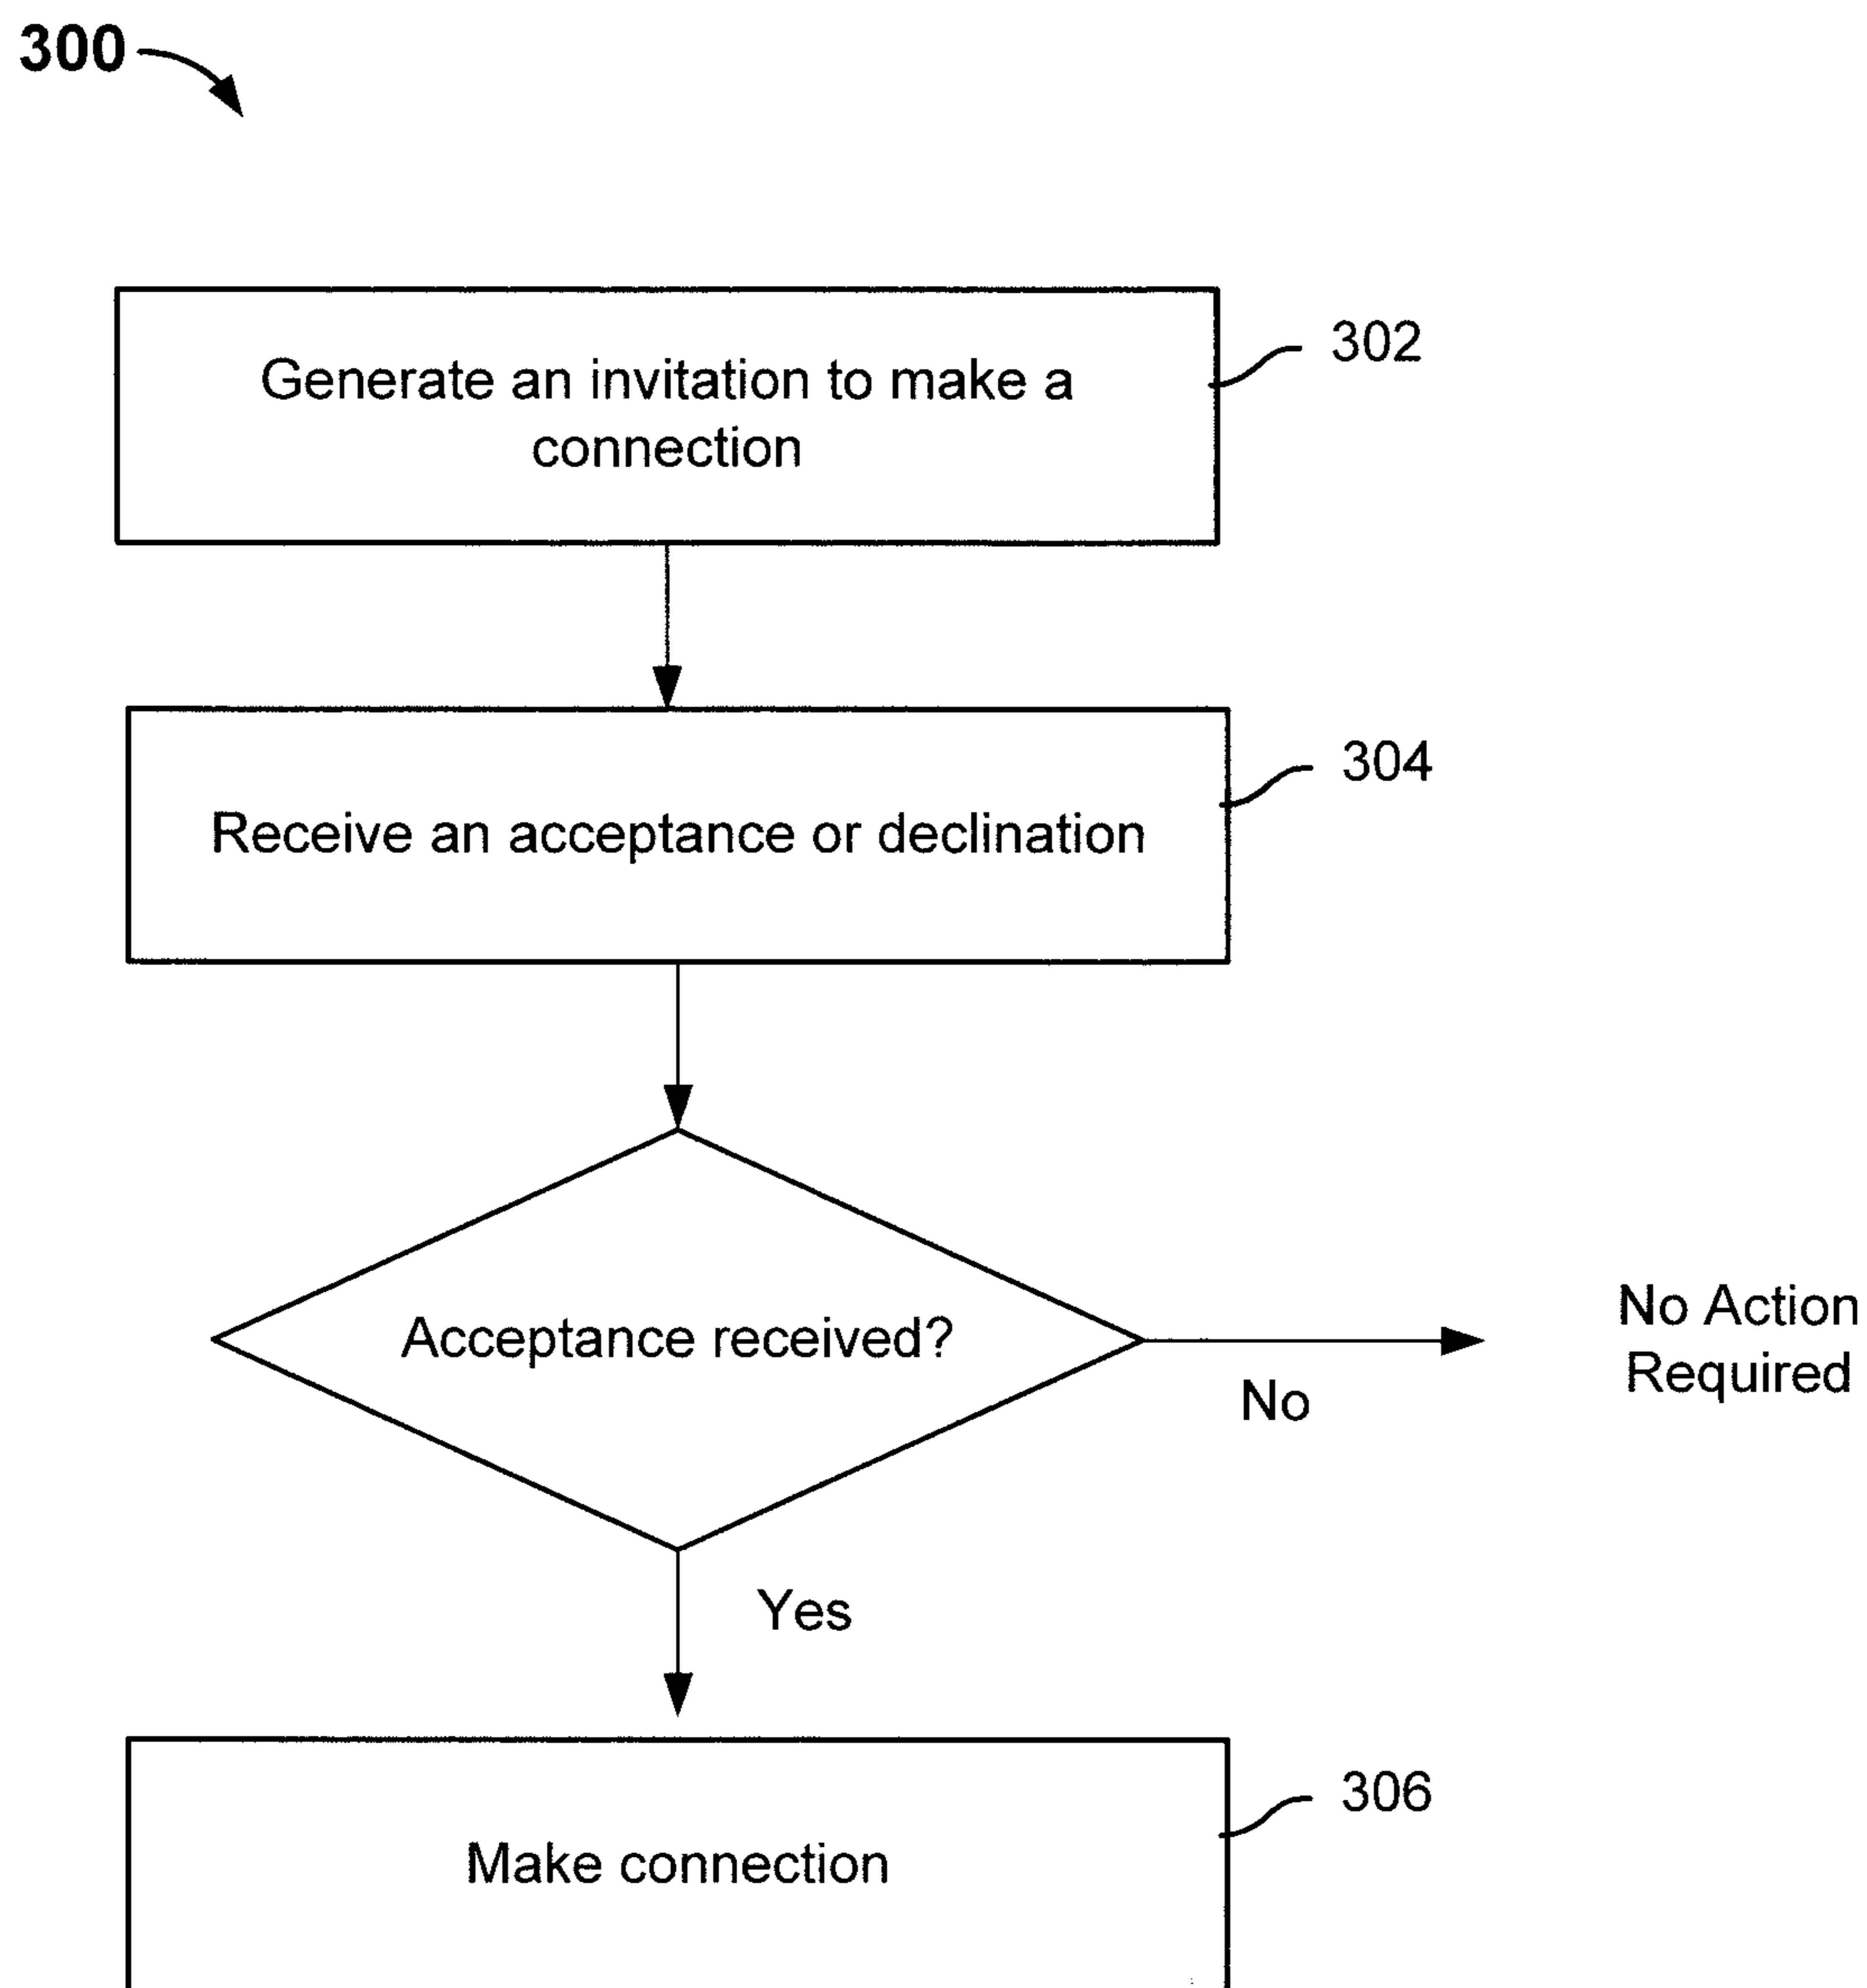 300
Generate an invitation to make a
connection
302
Receive an acceptance or declination
304
Acceptance received?
No
No Action
Required
Yes
Make connection
306